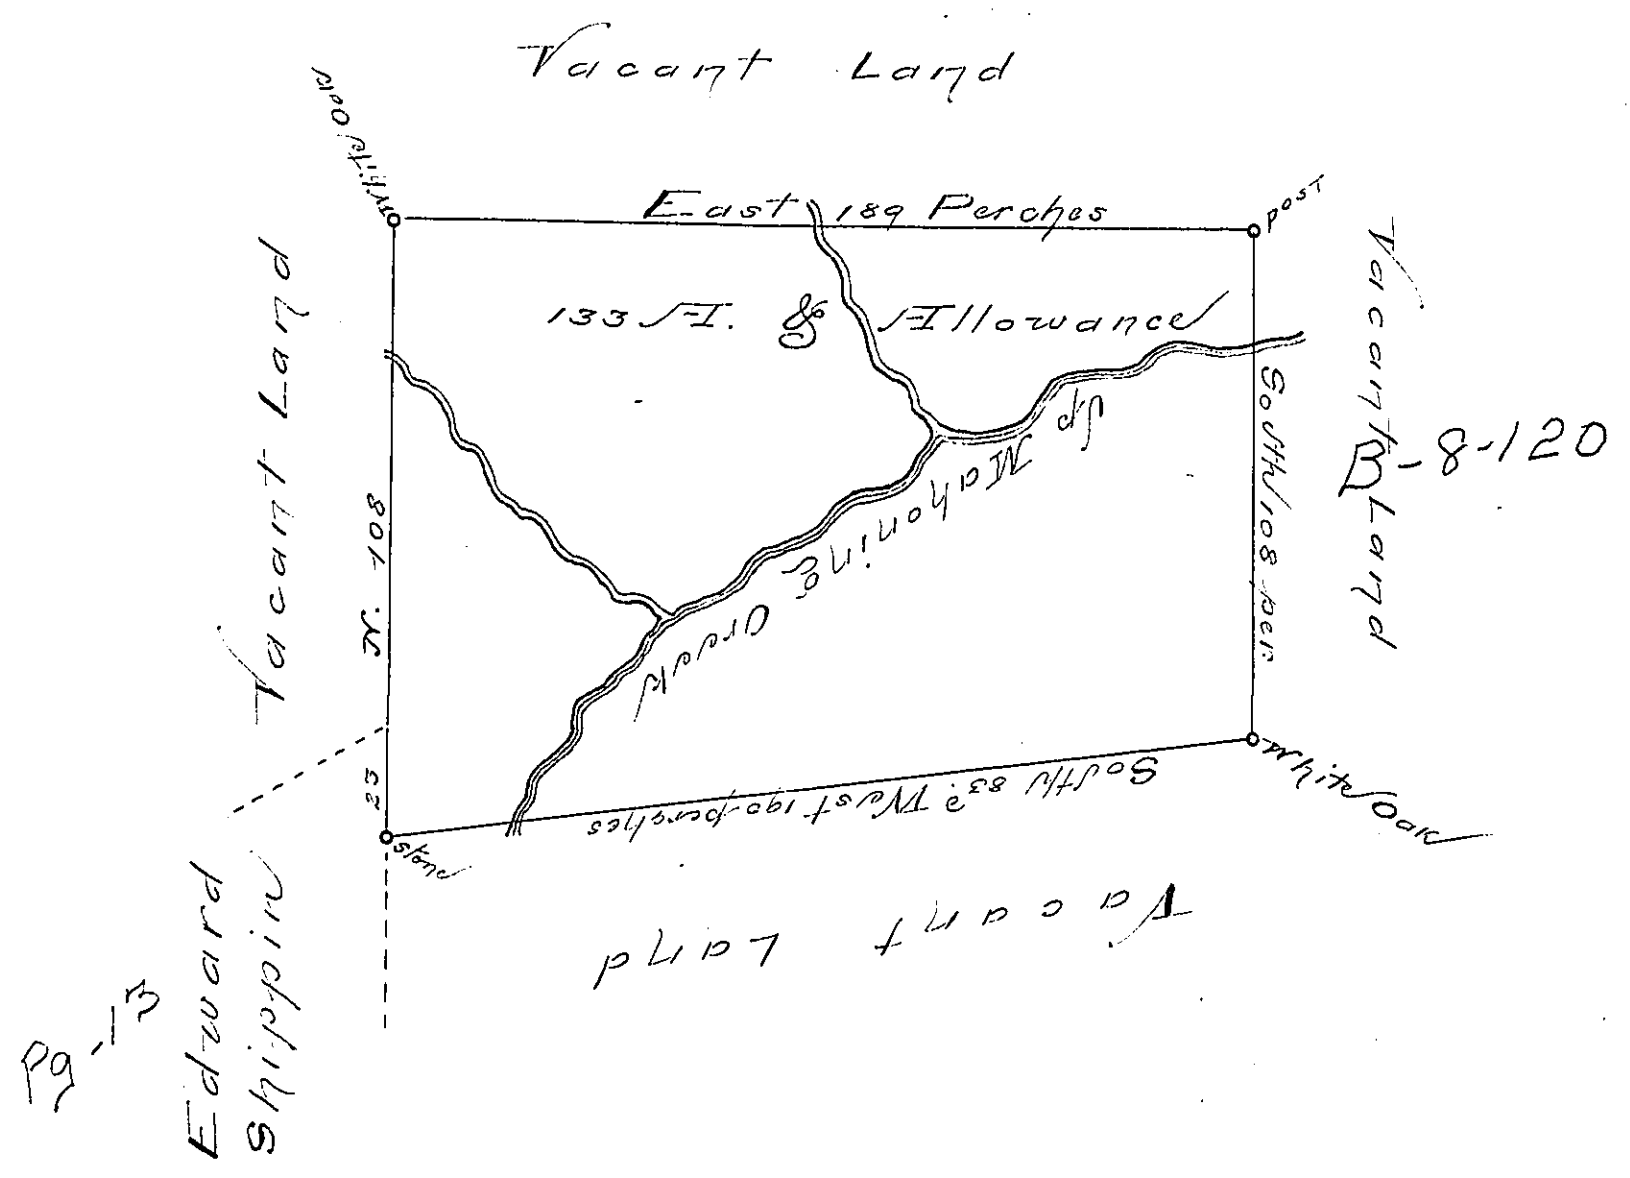 Vacant Land
White Oak
East 189 Perches
Post
133 A. & Allowance
Vacant Land
N. 108
23
Up Mahoning Creek
South 108 per.
Vacant Land
B-8-120
South 83° West 190 perches
White Oak
Stone
Vacant Land
Edward
Shippin
Pg-13